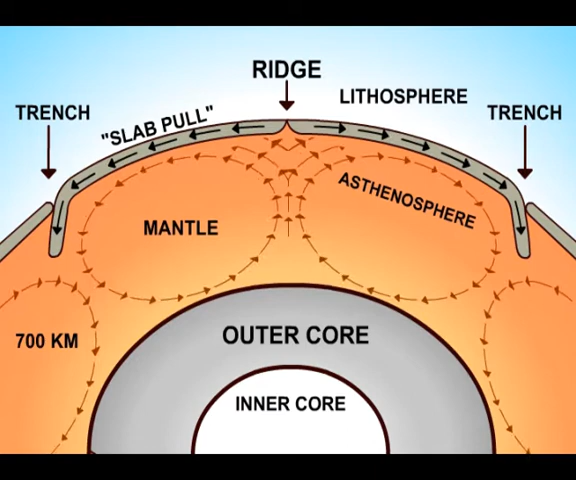 RIDGE
LITHOSPHERE
TRENCH
TRENCH
"SLAB PULL"
ASTHENOSPHERE
MANTLE
700 KM
OUTER CORE
INNER CORE